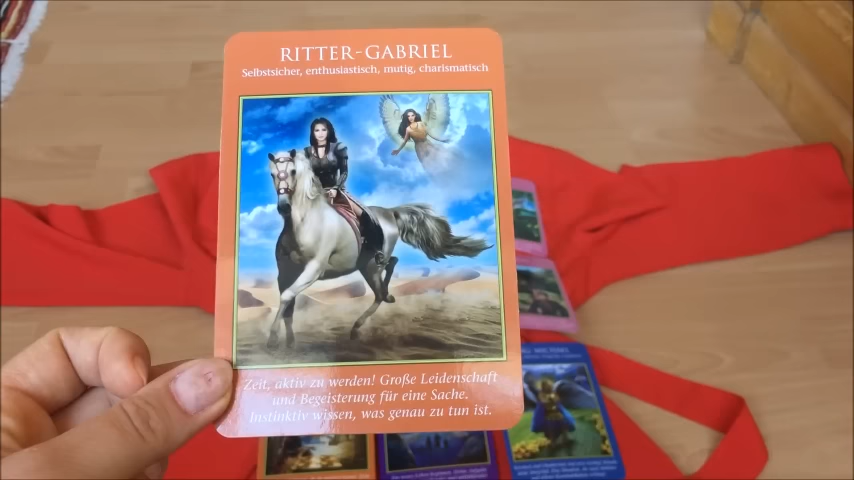 RITTER-GABRIEL
Selbstsicher, enthusiastisch, mutig, charismatisch
Zeit, aktiv zu werden! Große Leidenschaft
und Begeisterung für eine Sache.
Instinktiv wissen, was genau zu tun ist.